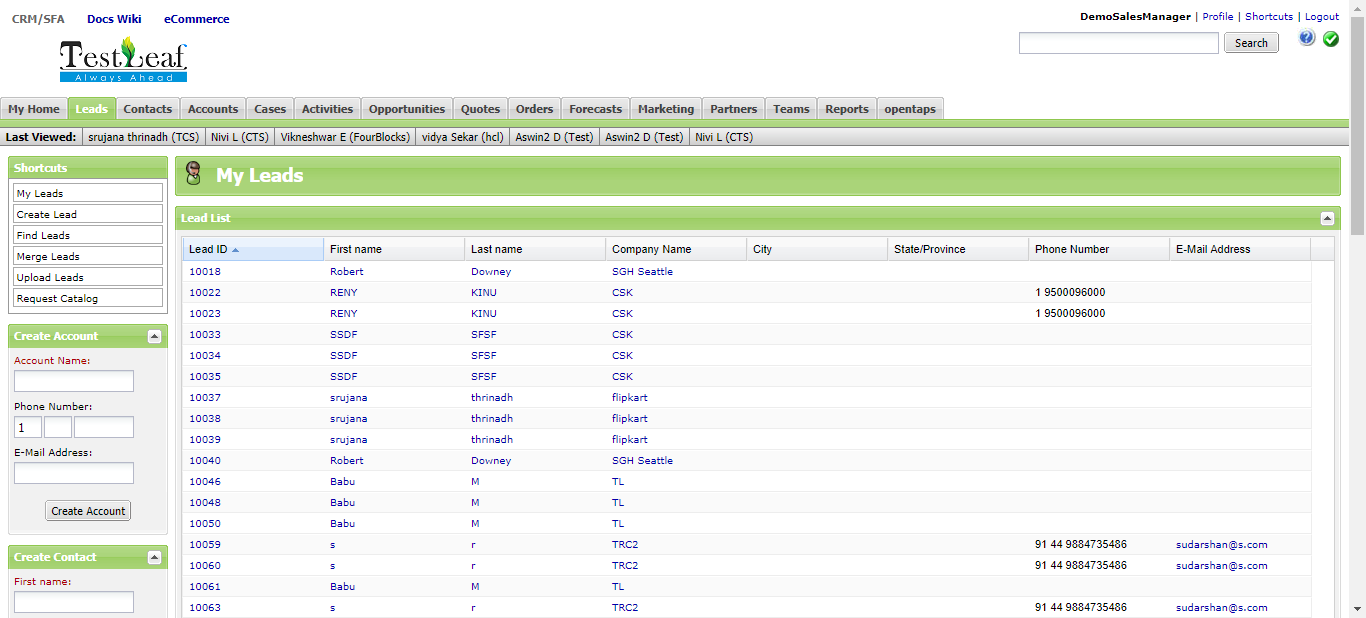 CRM/SFA Docs Wiki eCommerce
DemoSalesManager | Profile | Shortcuts | Logout
TestLeaf
Always Ahead
Search
My Home Leads Contacts Accounts Cases Activities Opportunities Quotes Orders Forecasts Marketing Partners Teams Reports opentaps
Last Viewed: srujana thrinadh (TCS) Nivi L (CTS) Vikneshwar E (FourBlocks) vidya Sekar (hcl) Aswin2 D (Test) Aswin2 D (Test) Nivi L (CTS)
Shortcuts
My Leads
Create Lead
Find Leads
Merge Leads
Upload Leads
Request Catalog
Create Account
Account Name:
Phone Number:
1
E-Mail Address:
Create Account
Create Contact
First name:
My Leads
Lead List
Lead ID First name Last name Company Name City State/Province Phone Number E-Mail Address
10018 Robert Downey SGH Seattle
10022 RENY KINU CSK 1 9500096000
10023 RENY KINU CSK 1 9500096000
10033 SSDF SFSF CSK
10034 SSDF SFSF CSK
10035 SSDF SFSF CSK
10037 srujana thrinadh flipkart
10038 srujana thrinadh flipkart
10039 srujana thrinadh flipkart
10040 Robert Downey SGH Seattle
10046 Babu M TL
10048 Babu M TL
10050 Babu M TL
10059 s r TRC2 91 44 9884735486 sudarshan@s.com
10060 s r TRC2 91 44 9884735486 sudarshan@s.com
10061 Babu M TL
10063 s r TRC2 91 44 9884735486 sudarshan@s.com